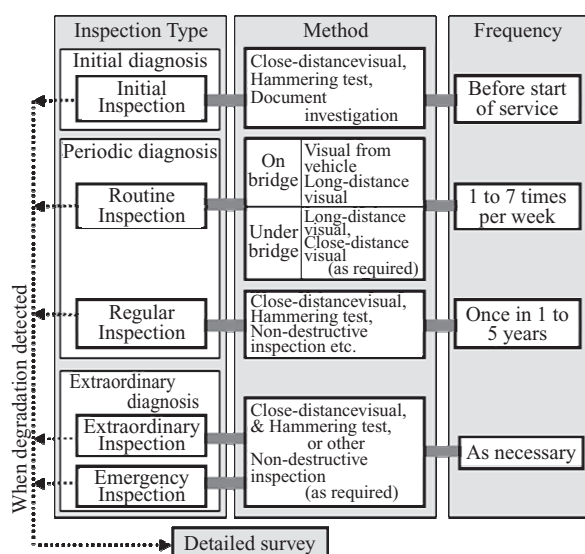 Inspection Type
Method
Frequency
Initial diagnosis
Initial
Inspection
Close-distancevisual,
Hammering test,
Document
investigation
Before start
of service
Periodic diagnosis
Routine
Inspection
On
bridge
Visual from
vehicle
Long-distance
visual
Under
bridge
Long-distance
visual,
Close-distance
visual
(as required)
1 to 7 times
per week
Regular
Inspection
Close-distancevisual,
Hammering test,
Non-destructive
inspection etc.
Once in 1 to
5 years
Extraordinary
diagnosis
Extraordinary
Inspection
Emergency
Inspection
Close-distancevisual,
& Hammering test,
or other
Non-destructive
inspection
(as required)
As necessary
When degradation detected
Detailed survey